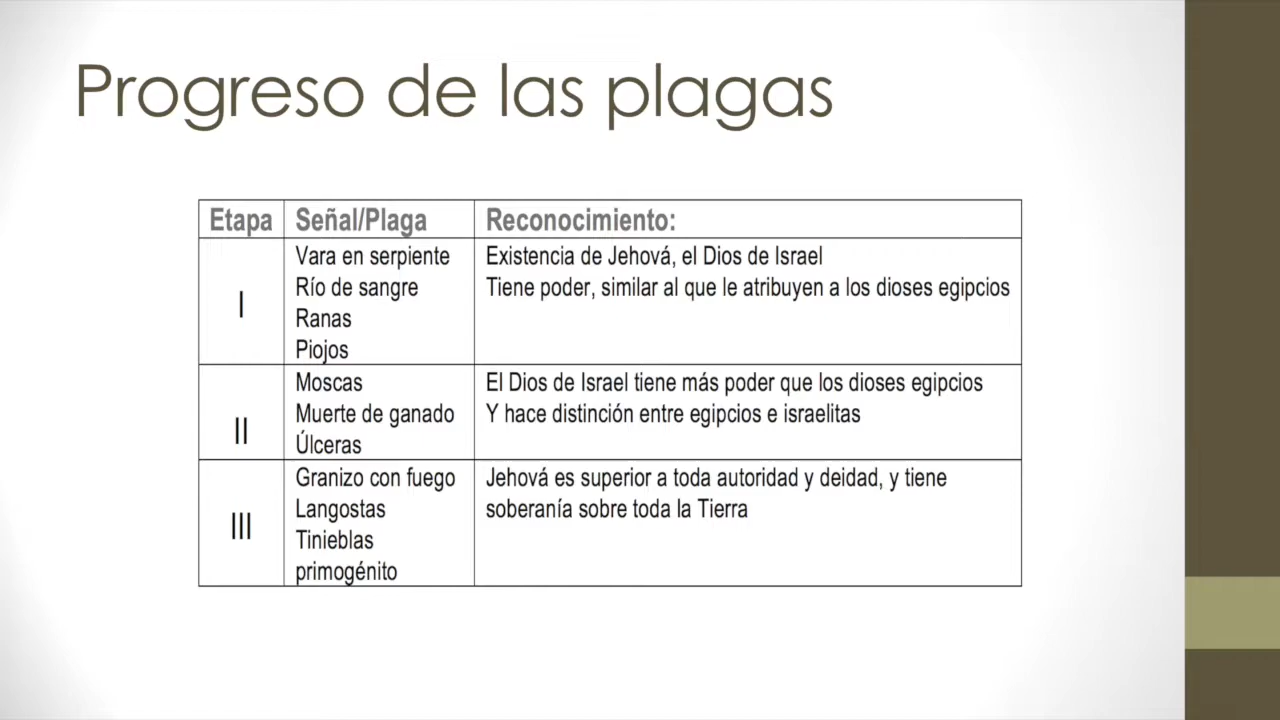 Progreso de las plagas
Etapa Señal/Plaga Reconocimiento:
I
Vara en serpiente
Río de sangre
Ranas
Piojos
Existencia de Jehová, el Dios de Israel
Tiene poder, similar al que le atribuyen a los dioses egipcios
II
Moscas
Muerte de ganado
Úlceras
El Dios de Israel tiene más poder que los dioses egipcios
Y hace distinción entre egipcios e israelitas
III
Granizo con fuego
Langostas
Tinieblas
primogénito
Jehová es superior a toda autoridad y deidad, y tiene
soberanía sobre toda la Tierra